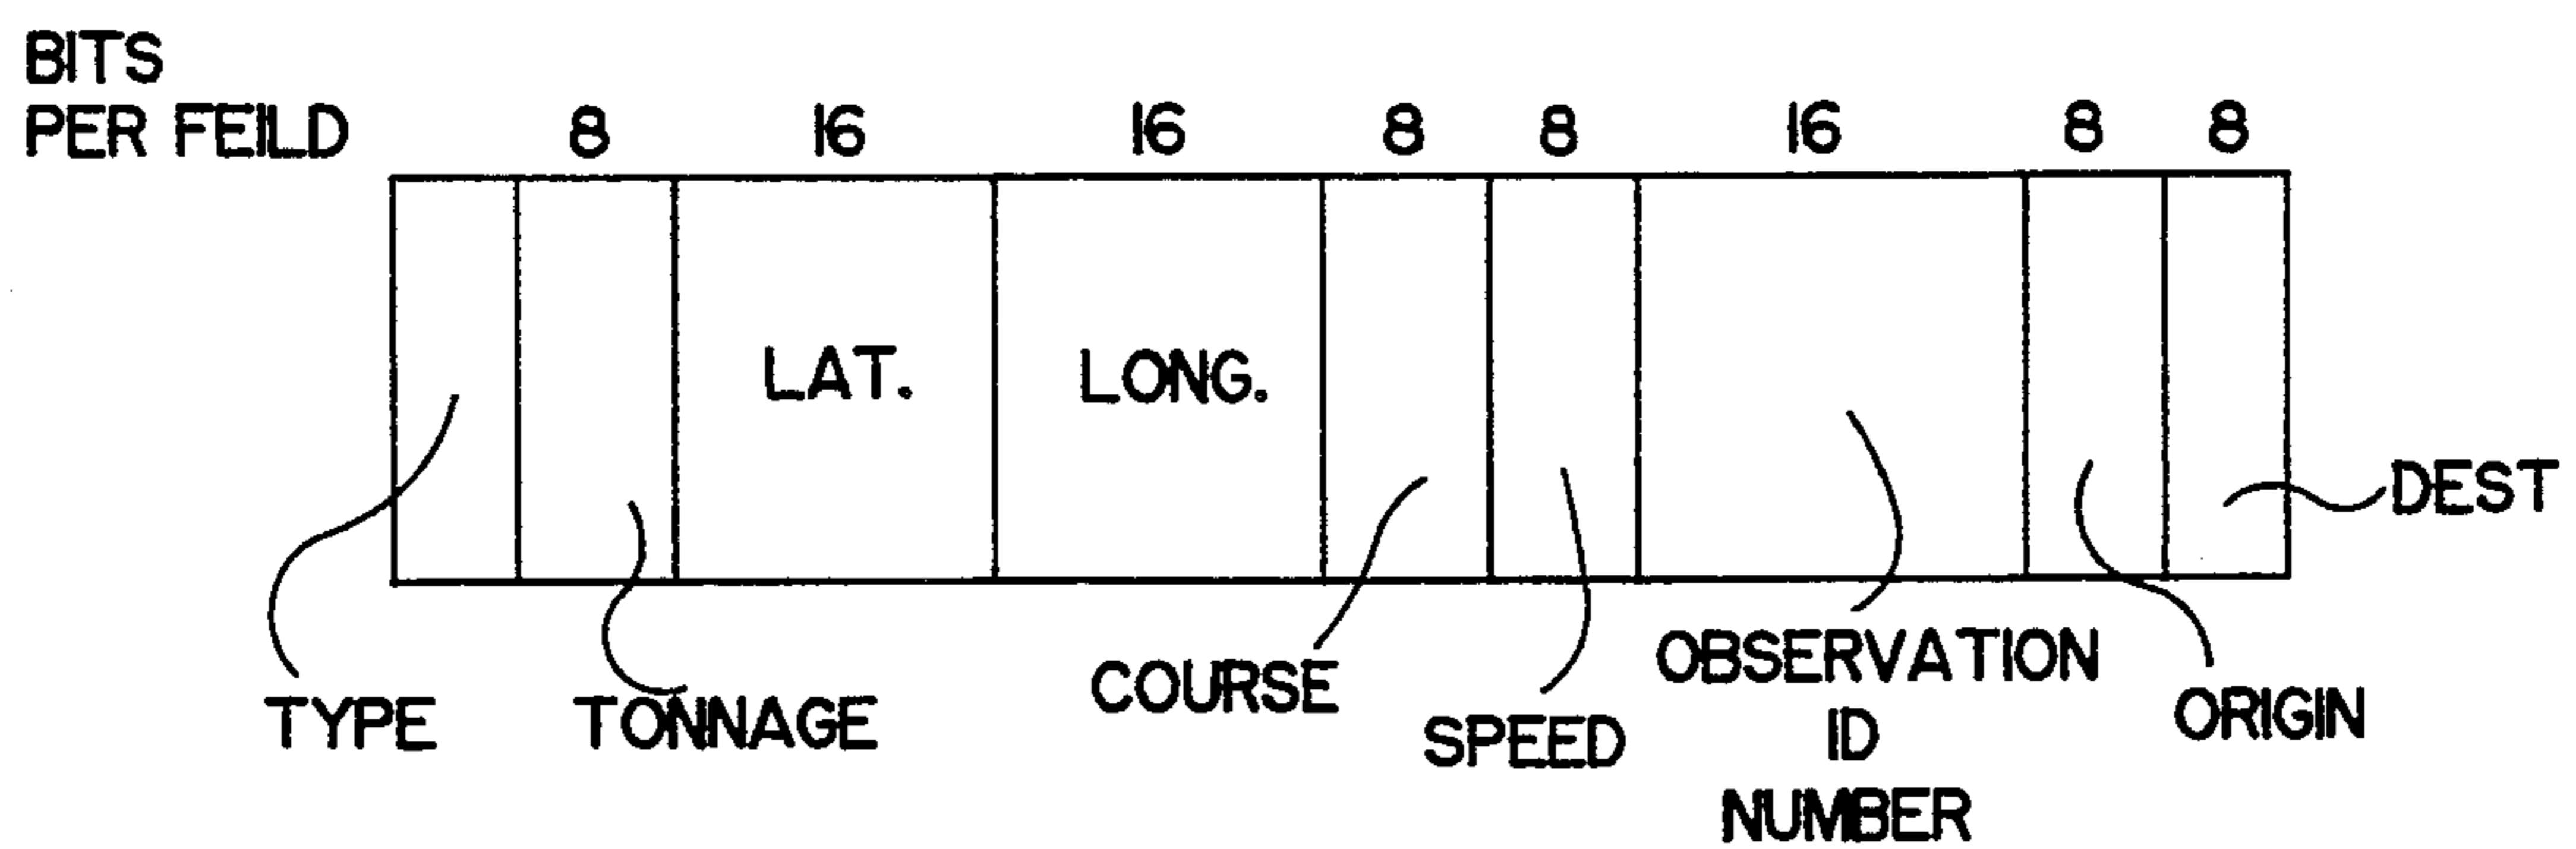 BITS
PER FEILD
8 16 16 8 8 16 8 8
LAT. LONG.
DEST
TYPE
TONNAGE
COURSE
SPEED
OBSERVATION
ID
NUMBER
ORIGIN